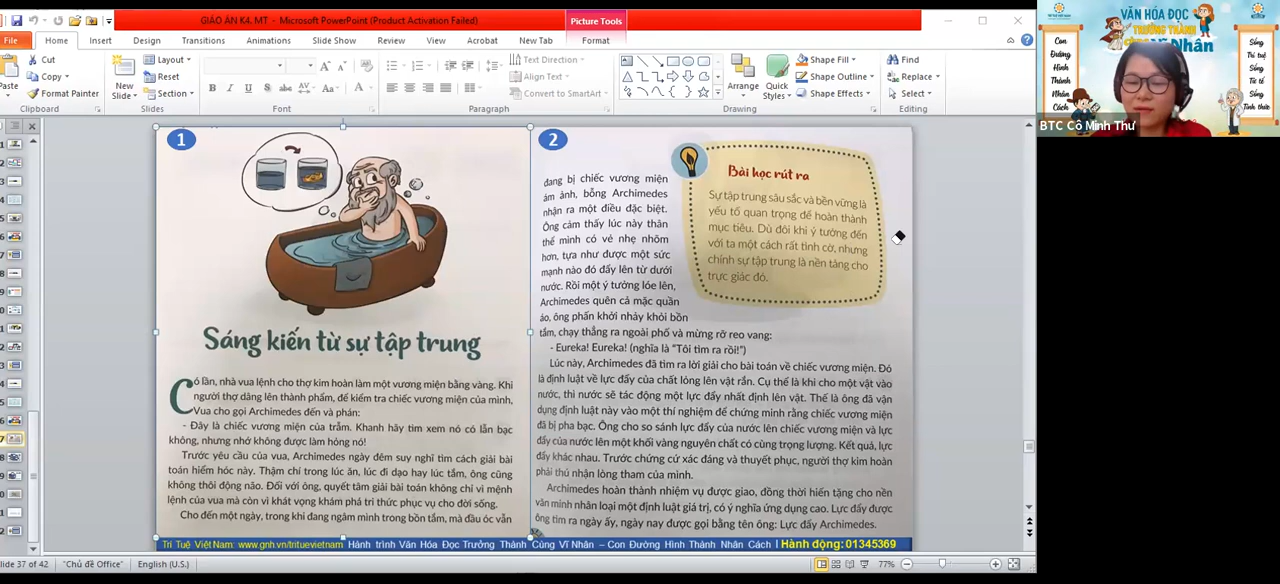 GIÁO ÁN K4. MT - Microsoft PowerPoint (Product Activation Failed)
Picture Tools
File Home Insert Design Transitions Animations Slide Show Review View Acrobat New Tab Format
Cut
Copy
Format Painter
Clipboard
New Slide
Layout
Reset
Section
Slides
B I U S abc AV Aa A
Font
Text Direction
Align Text
Convert to SmartArt
Paragraph
Arrange
Quick Styles
Shape Fill
Shape Outline
Shape Effects
Drawing
Find
Replace
Select
Editing
VĂN HÓA ĐỌC
TRƯỞNG THÀNH
CÙNG VĨ Nhân
Con
Đường
Hình
Thành
Nhân
Cách
Sống
Trí tuệ
Sống
Tử tế
Sống
Tỉnh thức
BTC Cô Minh Thư
1
Sáng kiến từ sự tập trung
Có lần, nhà vua lệnh cho thợ kim hoàn làm một vương miện bằng vàng. Khi
người thợ dâng lên thành phẩm, để kiểm tra chiếc vương miện của mình,
Vua cho gọi Archimedes đến và phán:
- Đây là chiếc vương miện của trẫm. Khanh hãy tìm xem nó có lẫn bạc
không, nhưng nhớ không được làm hỏng nó!
Trước yêu cầu của vua, Archimedes ngày đêm suy nghĩ tìm cách giải bài
toán hiểm hóc này. Thậm chí trong lúc ăn, lúc đi dạo hay lúc tắm, ông cũng
không thôi động não. Đối với ông, quyết tâm giải bài toán không chỉ vì mệnh
lệnh của vua mà còn vì khát vọng khám phá tri thức phục vụ cho đời sống.
Cho đến một ngày, trong khi đang ngâm mình trong bồn tắm, mà đầu óc vẫn
2
đang bị chiếc vương miện
ám ảnh, bỗng Archimedes
nhận ra một điều đặc biệt.
Ông cảm thấy lúc này thân
thể mình có vẻ nhẹ nhõm
hơn, tựa như được một sức
mạnh nào đó đẩy lên từ dưới
nước. Rồi một ý tưởng lóe lên,
Archimedes quên cả mặc quần
áo, ông phấn khởi nhảy khỏi bồn
tắm, chạy thẳng ra ngoài phố và mừng rỡ reo vang:
- Eureka! Eureka! (nghĩa là “Tôi tìm ra rồi!”)
Lúc này, Archimedes đã tìm ra lời giải cho bài toán về chiếc vương miện. Đó
là định luật về lực đẩy của chất lỏng lên vật rắn. Cụ thể là khi cho một vật vào
nước, thì nước sẽ tác động một lực đẩy nhất định lên vật. Thế là ông đã vận
dụng định luật này vào một thí nghiệm để chứng minh rằng chiếc vương miện
đã bị pha bạc. Ông cho so sánh lực đẩy của nước lên chiếc vương miện và lực
đẩy của nước lên một khối vàng nguyên chất có cùng trọng lượng. Kết quả, lực
đẩy khác nhau. Trước chứng cứ xác đáng và thuyết phục, người thợ kim hoàn
phải thú nhận lòng tham của mình.
Archimedes hoàn thành nhiệm vụ được giao, đồng thời hiến tặng cho nền
văn minh nhân loại một định luật giá trị, có ý nghĩa ứng dụng cao. Lực đẩy được
ông tìm ra ngày ấy, ngày nay được gọi bằng tên ông: Lực đẩy Archimedes.
Bài học rút ra
Sự tập trung sâu sắc và bền vững là
yếu tố quan trọng để hoàn thành
mục tiêu. Dù đôi khi ý tưởng đến
với ta một cách rất tình cờ, nhưng
chính sự tập trung là nền tảng cho
trực giác đó.
Trí Tuệ Việt Nam: www.gnh.vn/trituevietnam Hành trình Văn Hóa Đọc Trưởng Thành Cùng Vĩ Nhân – Con Đường Hình Thành Nhân Cách I Hành động: 01345369
Slide 37 of 42 "Chủ đề Office" English (U.S.) 77%